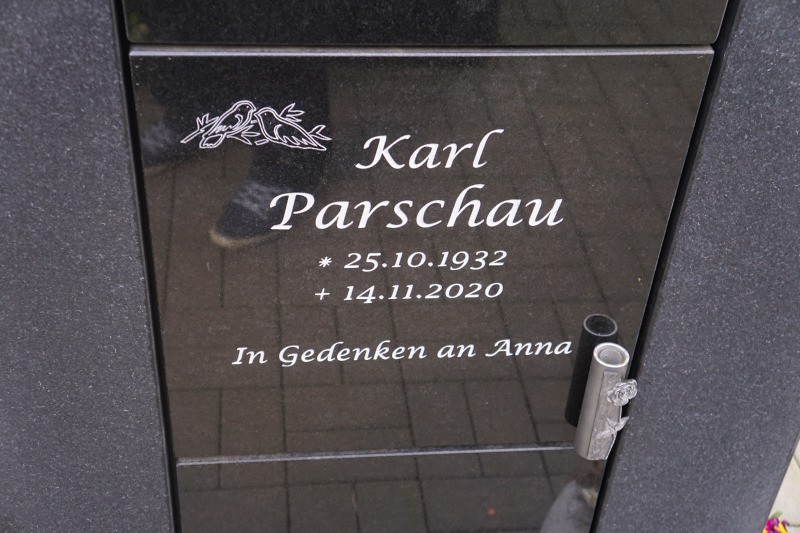 Karl
Parschau
* 25.10.1932
+ 14.11.2020
In Gedenken an Anna